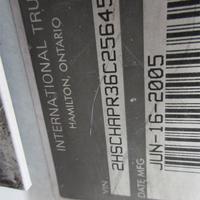 INTERNATIONAL TRU
HAMILTON, ONTARIO
VIN
2HSCHAPR36C25645
DATE MFG
JUN-16-2005